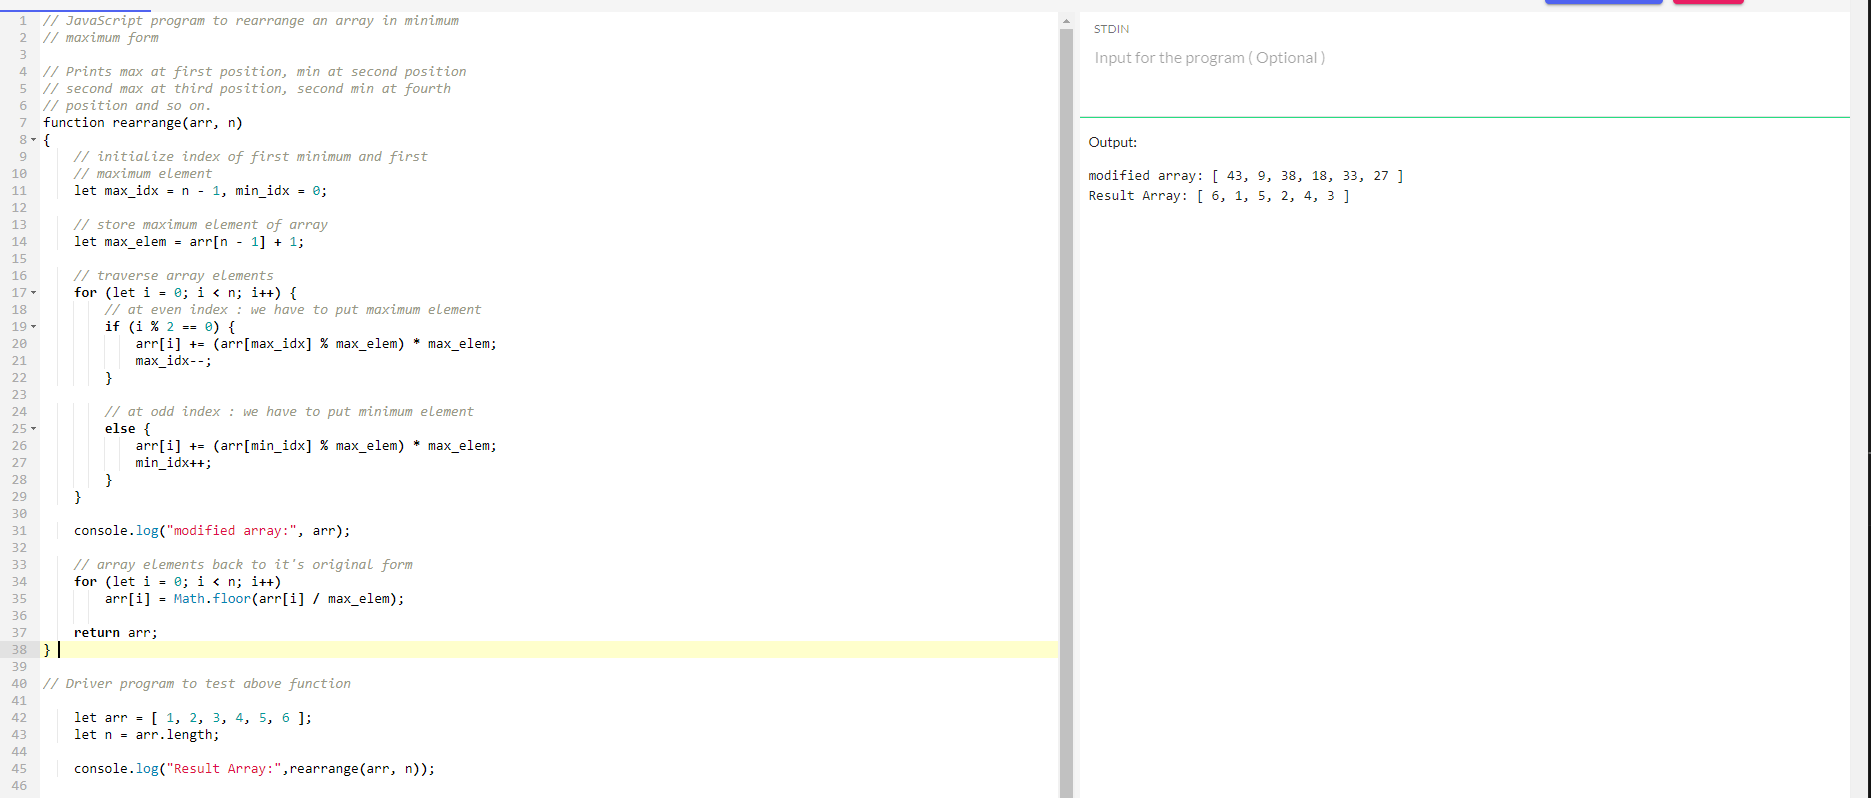 1 // JavaScript program to rearrange an array in minimum
2 // maximum form
3
4 // Prints max at first position, min at second position
5 // second max at third position, second min at fourth
6 // position and so on.
7 function rearrange(arr, n)
8 {
9 // initialize index of first minimum and first
10 // maximum element
11 let max_idx = n - 1, min_idx = 0;
12
13 // store maximum element of array
14 let max_elem = arr[n - 1] + 1;
15
16 // traverse array elements
17 for (let i = 0; i < n; i++) {
18 // at even index : we have to put maximum element
19 if (i % 2 == 0) {
20 arr[i] += (arr[max_idx] % max_elem) * max_elem;
21 max_idx--;
22 }
23
24 // at odd index : we have to put minimum element
25 else {
26 arr[i] += (arr[min_idx] % max_elem) * max_elem;
27 min_idx++;
28 }
29 }
30
31 console.log("modified array:", arr);
32
33 // array elements back to it's original form
34 for (let i = 0; i < n; i++)
35 arr[i] = Math.floor(arr[i] / max_elem);
36
37 return arr;
38 }
39
40 // Driver program to test above function
41
42 let arr = [ 1, 2, 3, 4, 5, 6 ];
43 let n = arr.length;
44
45 console.log("Result Array:",rearrange(arr, n));
46
STDIN
Input for the program ( Optional )
Output:
modified array: [ 43, 9, 38, 18, 33, 27 ]
Result Array: [ 6, 1, 5, 2, 4, 3 ]